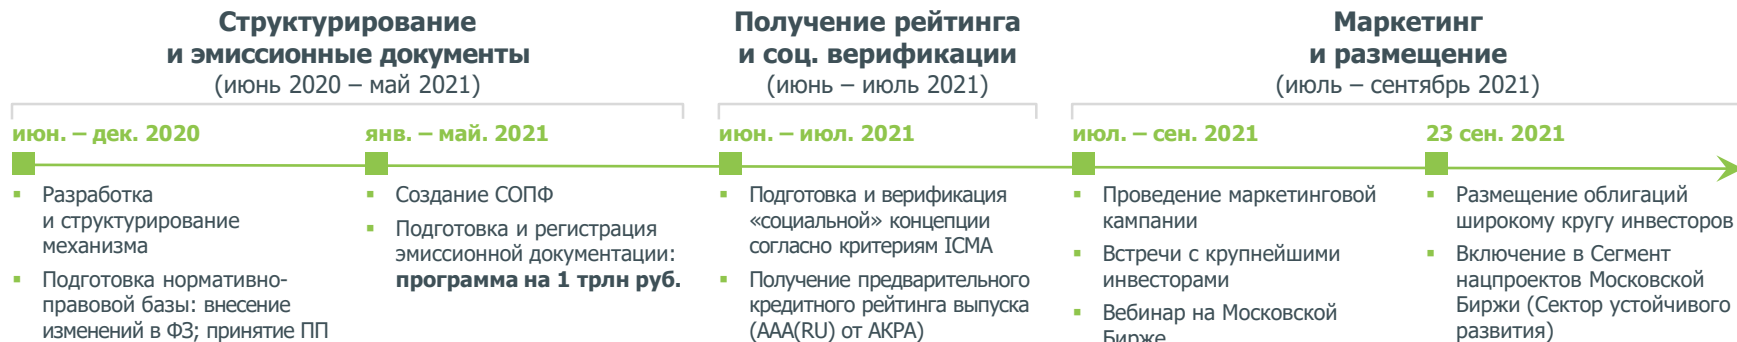 Структурирование
и эмиссионные документы
(июнь 2020 – май 2021)
Получение рейтинга
и соц. верификации
(июнь – июль 2021)
Маркетинг
и размещение
(июль – сентябрь 2021)
июн. – дек. 2020
▪ Разработка
и структурирование
механизма
▪ Подготовка нормативно-
правовой базы: внесение
изменений в ФЗ; принятие ПП
янв. – май. 2021
▪ Создание СОПФ
▪ Подготовка и регистрация
эмиссионной документации:
программа на 1 трлн руб.
июн. – июл. 2021
▪ Подготовка и верификация
«социальной» концепции
согласно критериям ICMA
▪ Получение предварительного
кредитного рейтинга выпуска
(AAA(RU) от АКРА)
июл. – сен. 2021
▪ Проведение маркетинговой
кампании
▪ Встречи с крупнейшими
инвесторами
▪ Вебинар на Московской
Бирже
23 сен. 2021
▪ Размещение облигаций
широкому кругу инвесторов
▪ Включение в Сегмент
нацпроектов Московской
Биржи (Сектор устойчивого
развития)